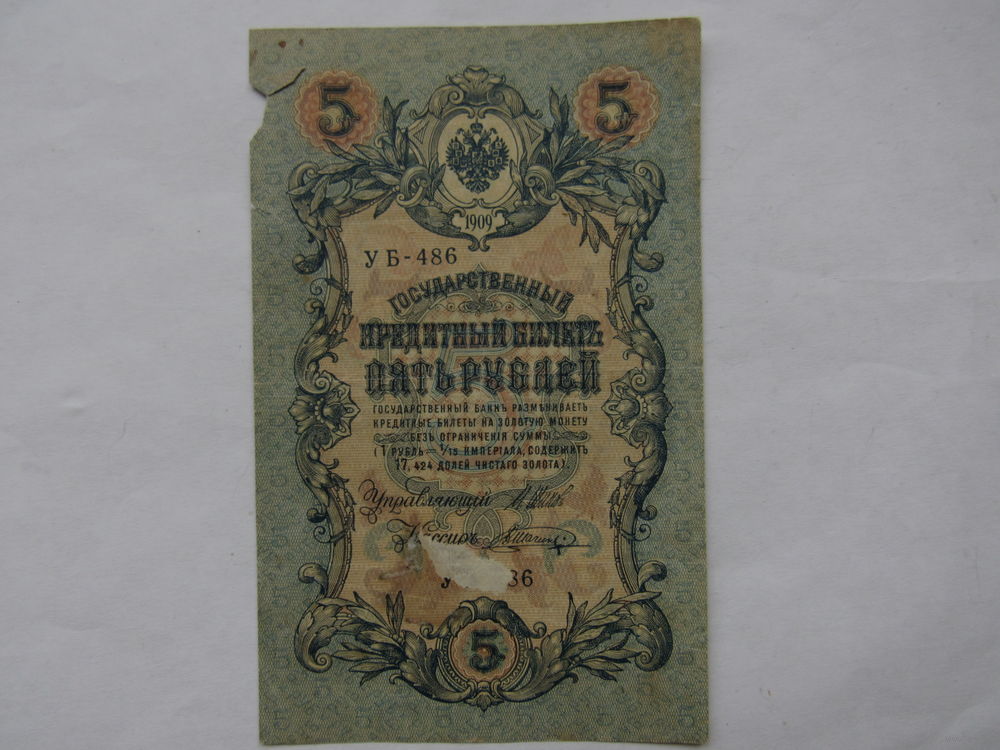 5 5
1909
УБ-486
ГОСУДАРСТВЕННЫЙ
КРЕДИТНЫЙ БИЛЕТЪ
ПЯТЬ РУБЛЕЙ
ГОСУДАРСТВЕННЫЙ БАНКЪ РАЗМѢНИВАЕТЪ
КРЕДИТНЫЕ БИЛЕТЫ НА ЗОЛОТУЮ МОНЕТУ
БЕЗЪ ОГРАНИЧЕНІЯ СУММЫ
(1 РУБЛЬ = 1/15 ИМПЕРІАЛА, СОДЕРЖИТЪ
17,424 ДОЛЕЙ ЧИСТАГО ЗОЛОТА).
Управляющій
Кассиръ
У 86
5